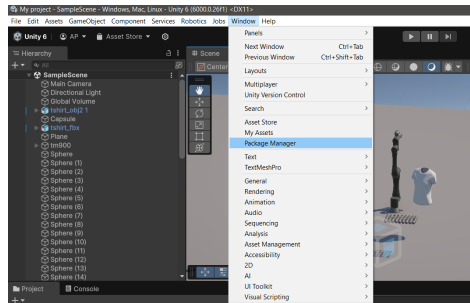 My project - SampleScene - Windows, Mac, Linux - Unity 6 (6000.0.26f1) <DX11>
File Edit Assets GameObject Component Services Robotics Jobs Window Help
Unity 6 AP Asset Store
Hierarchy
All
SampleScene
Main Camera
Directional Light
Global Volume
tshirt_obj2 1
Capsule
tshirt_fbx
Plane
tm900
Sphere
Sphere (1)
Sphere (2)
Sphere (3)
Sphere (4)
Sphere (5)
Sphere (6)
Sphere (7)
Sphere (8)
Sphere (9)
Sphere (10)
Sphere (11)
Sphere (12)
Sphere (13)
Sphere (14)
Project Console
Scene
Center
Panels
Next Window Ctrl+Tab
Previous Window Ctrl+Shift+Tab
Layouts
Multiplayer
Unity Version Control
Search
Asset Store
My Assets
Package Manager
Text
TextMeshPro
General
Rendering
Animation
Audio
Sequencing
Analysis
Asset Management
Accessibility
2D
AI
UI Toolkit
Visual Scripting